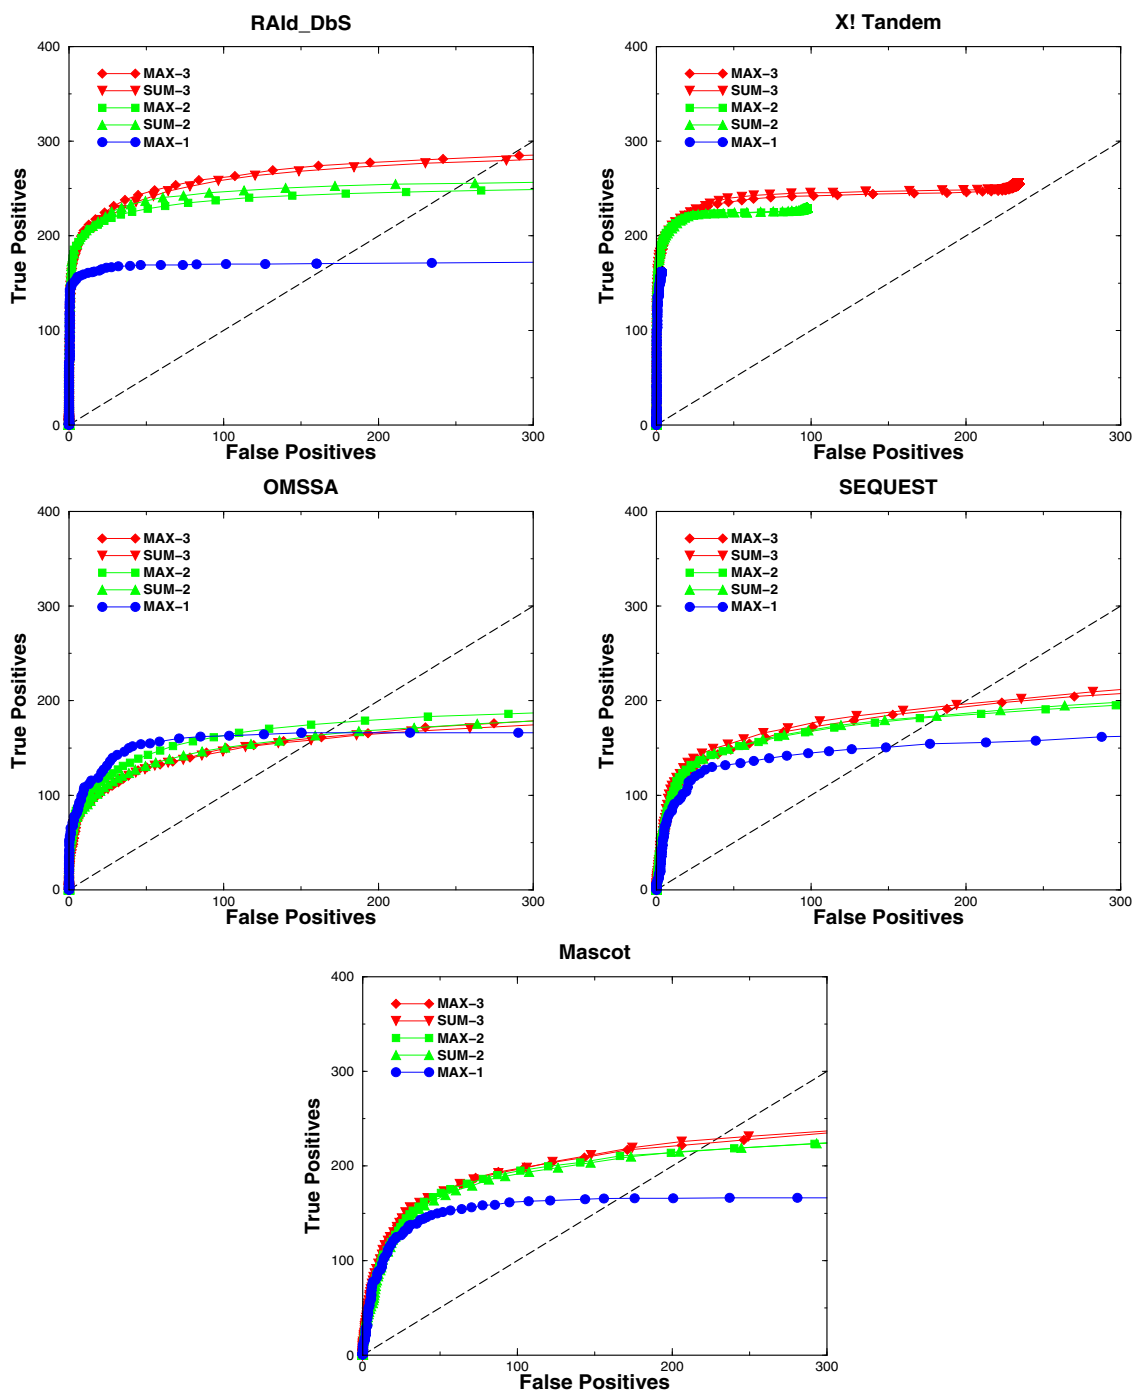 RAId_DbS
400
300
200
100
0
0
100
200
300
True Positives
False Positives
MAX-3
SUM-3
MAX-2
SUM-2
MAX-1
X! Tandem
400
300
200
100
0
0
100
200
300
True Positives
False Positives
MAX-3
SUM-3
MAX-2
SUM-2
MAX-1
OMSSA
400
300
200
100
0
0
100
200
300
True Positives
False Positives
MAX-3
SUM-3
MAX-2
SUM-2
MAX-1
SEQUEST
400
300
200
100
0
0
100
200
300
True Positives
False Positives
MAX-3
SUM-3
MAX-2
SUM-2
MAX-1
Mascot
400
300
200
100
0
0
100
200
300
True Positives
False Positives
MAX-3
SUM-3
MAX-2
SUM-2
MAX-1